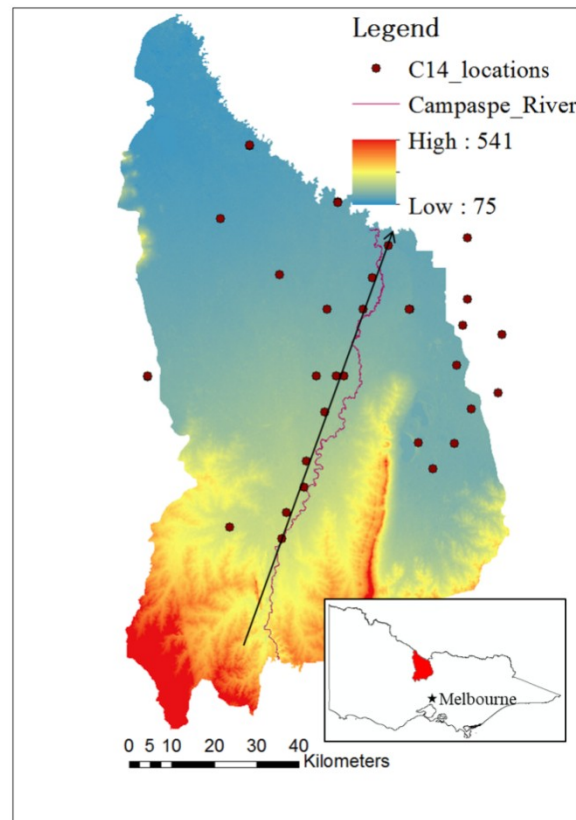 Legend
C14_locations
Campaspe_River
High : 541
Low : 75
Melbourne
0 5 10 20 30 40
Kilometers